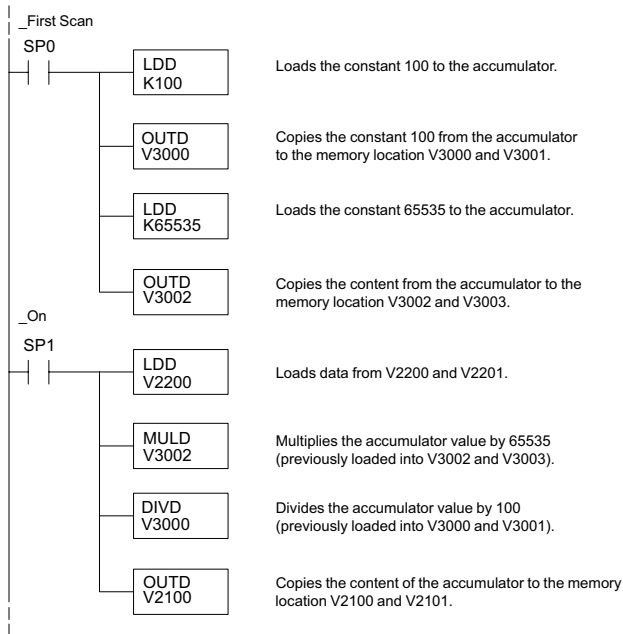 _First Scan
SP0
LDD
K100
Loads the constant 100 to the accumulator.
OUTD
V3000
Copies the constant 100 from the accumulator
to the memory location V3000 and V3001.
LDD
K65535
Loads the constant 65535 to the accumulator.
OUTD
V3002
Copies the content from the accumulator to the
memory location V3002 and V3003.
_On
SP1
LDD
V2200
Loads data from V2200 and V2201.
MULD
V3002
Multiplies the accumulator value by 65535
(previously loaded into V3002 and V3003).
DIVD
V3000
Divides the accumulator value by 100
(previously loaded into V3000 and V3001).
OUTD
V2100
Copies the content of the accumulator to the memory
location V2100 and V2101.